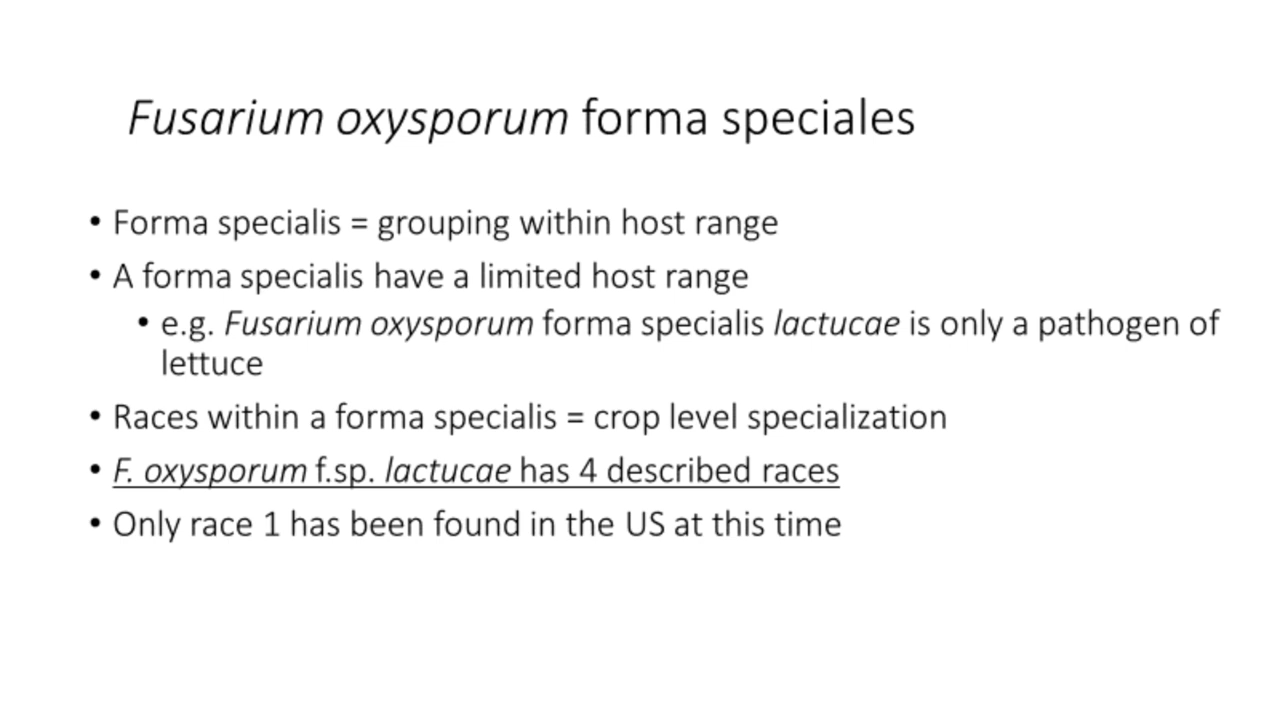 Fusarium oxysporum forma speciales
• Forma specialis = grouping within host range
• A forma specialis have a limited host range
• e.g. Fusarium oxysporum forma specialis lactucae is only a pathogen of
lettuce
• Races within a forma specialis = crop level specialization
• F. oxysporum f.sp. lactucae has 4 described races
• Only race 1 has been found in the US at this time